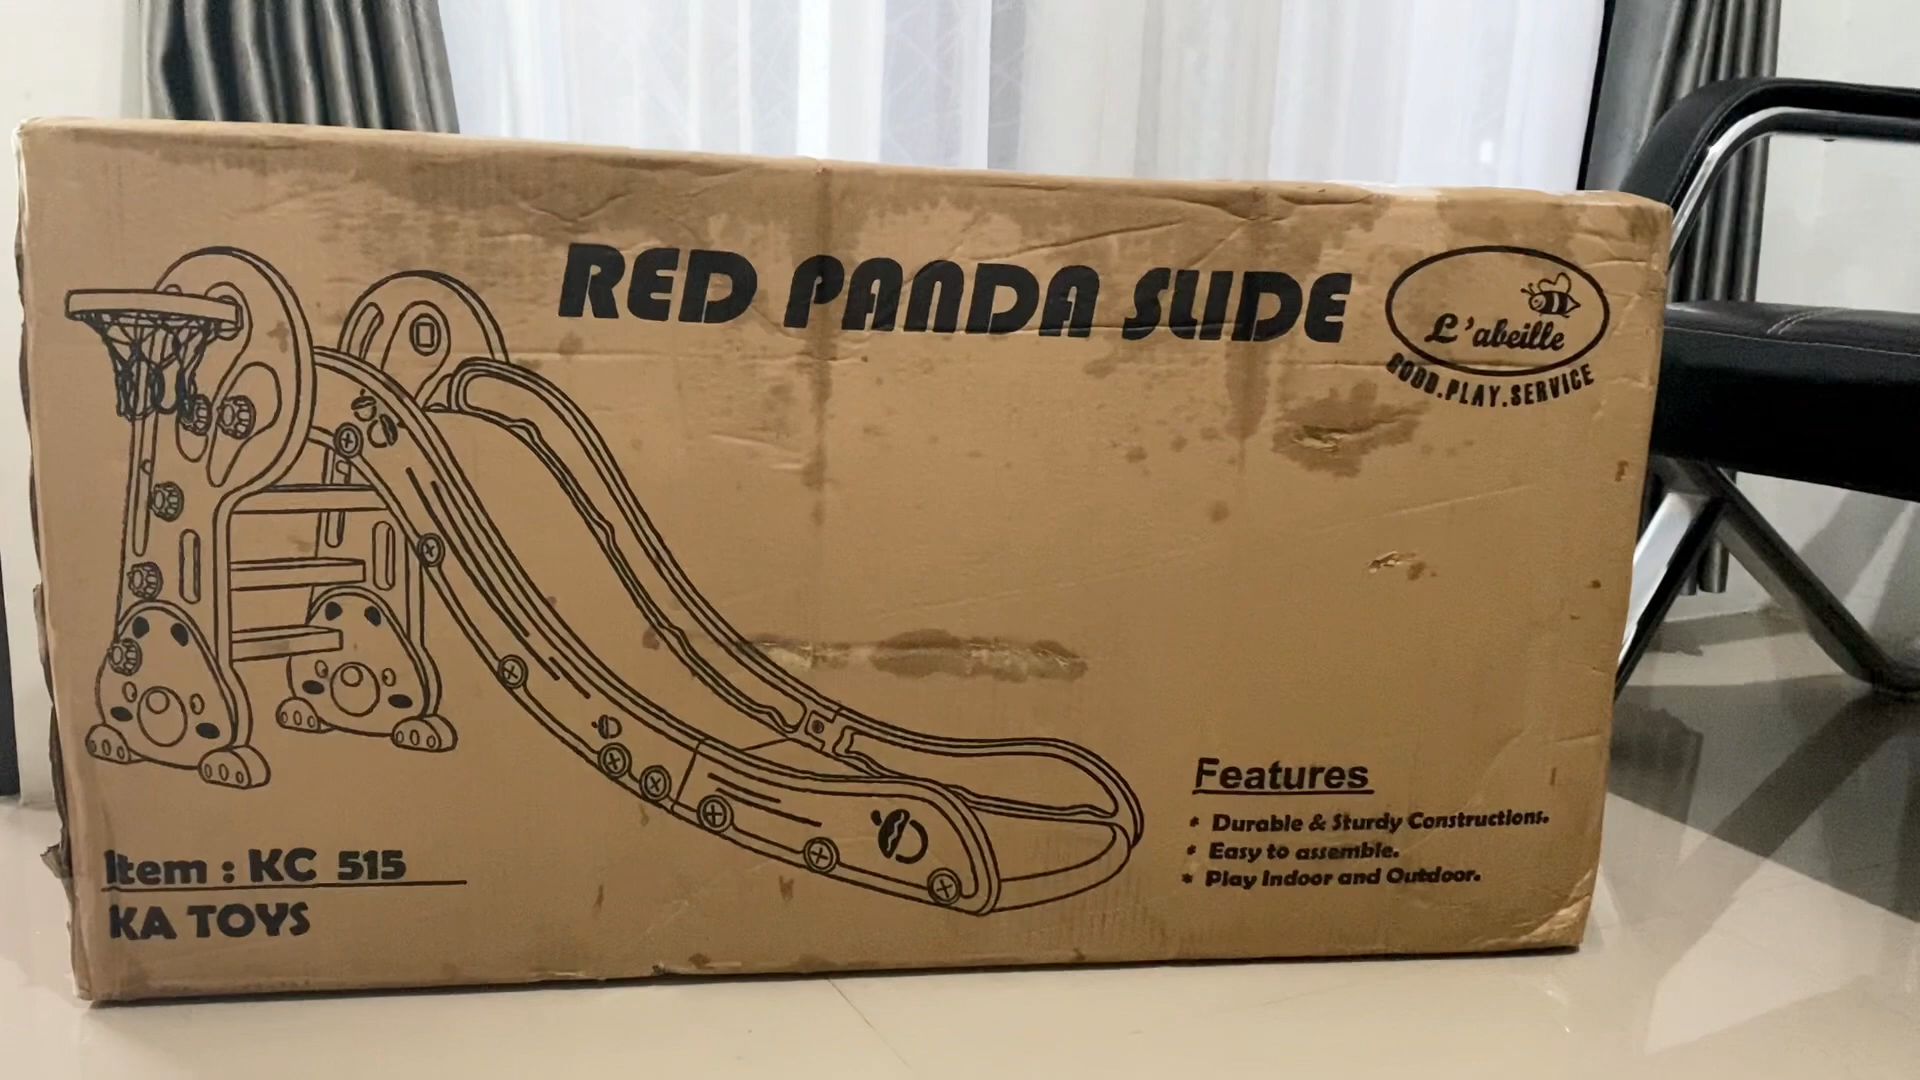 RED PANDA SLIDE
L'abeille
GOOD.PLAY.SERVICE
Features
* Durable & Sturdy Constructions.
* Easy to assemble.
* Play Indoor and Outdoor.
Item : KC 515
KA TOYS